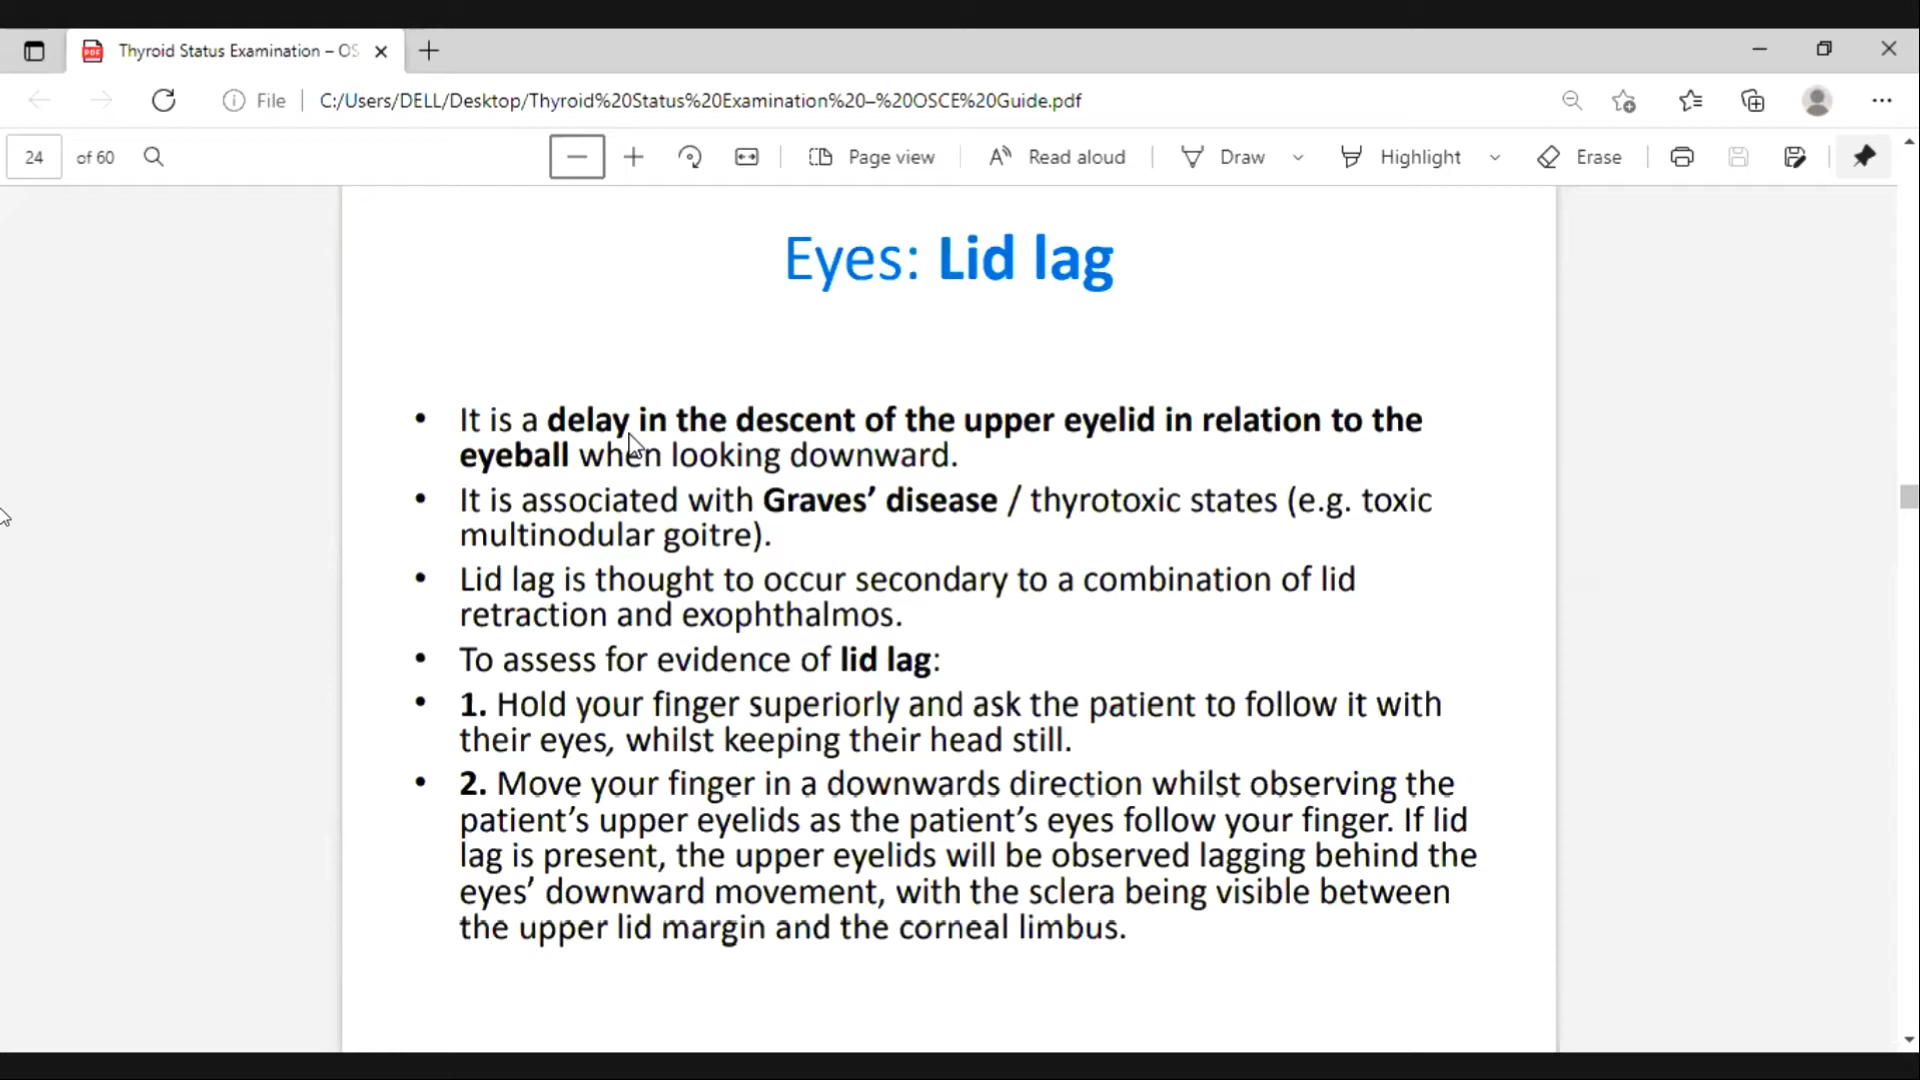 Thyroid Status Examination – OS
File
C:/Users/DELL/Desktop/Thyroid%20Status%20Examination%20–%20OSCE%20Guide.pdf
24 of 60
Page view
Read aloud
Draw
Highlight
Erase
Eyes: Lid lag
• It is a delay in the descent of the upper eyelid in relation to the
eyeball when looking downward.
• It is associated with Graves’ disease / thyrotoxic states (e.g. toxic
multinodular goitre).
• Lid lag is thought to occur secondary to a combination of lid
retraction and exophthalmos.
• To assess for evidence of lid lag:
• 1. Hold your finger superiorly and ask the patient to follow it with
their eyes, whilst keeping their head still.
• 2. Move your finger in a downwards direction whilst observing the
patient’s upper eyelids as the patient’s eyes follow your finger. If lid
lag is present, the upper eyelids will be observed lagging behind the
eyes’ downward movement, with the sclera being visible between
the upper lid margin and the corneal limbus.